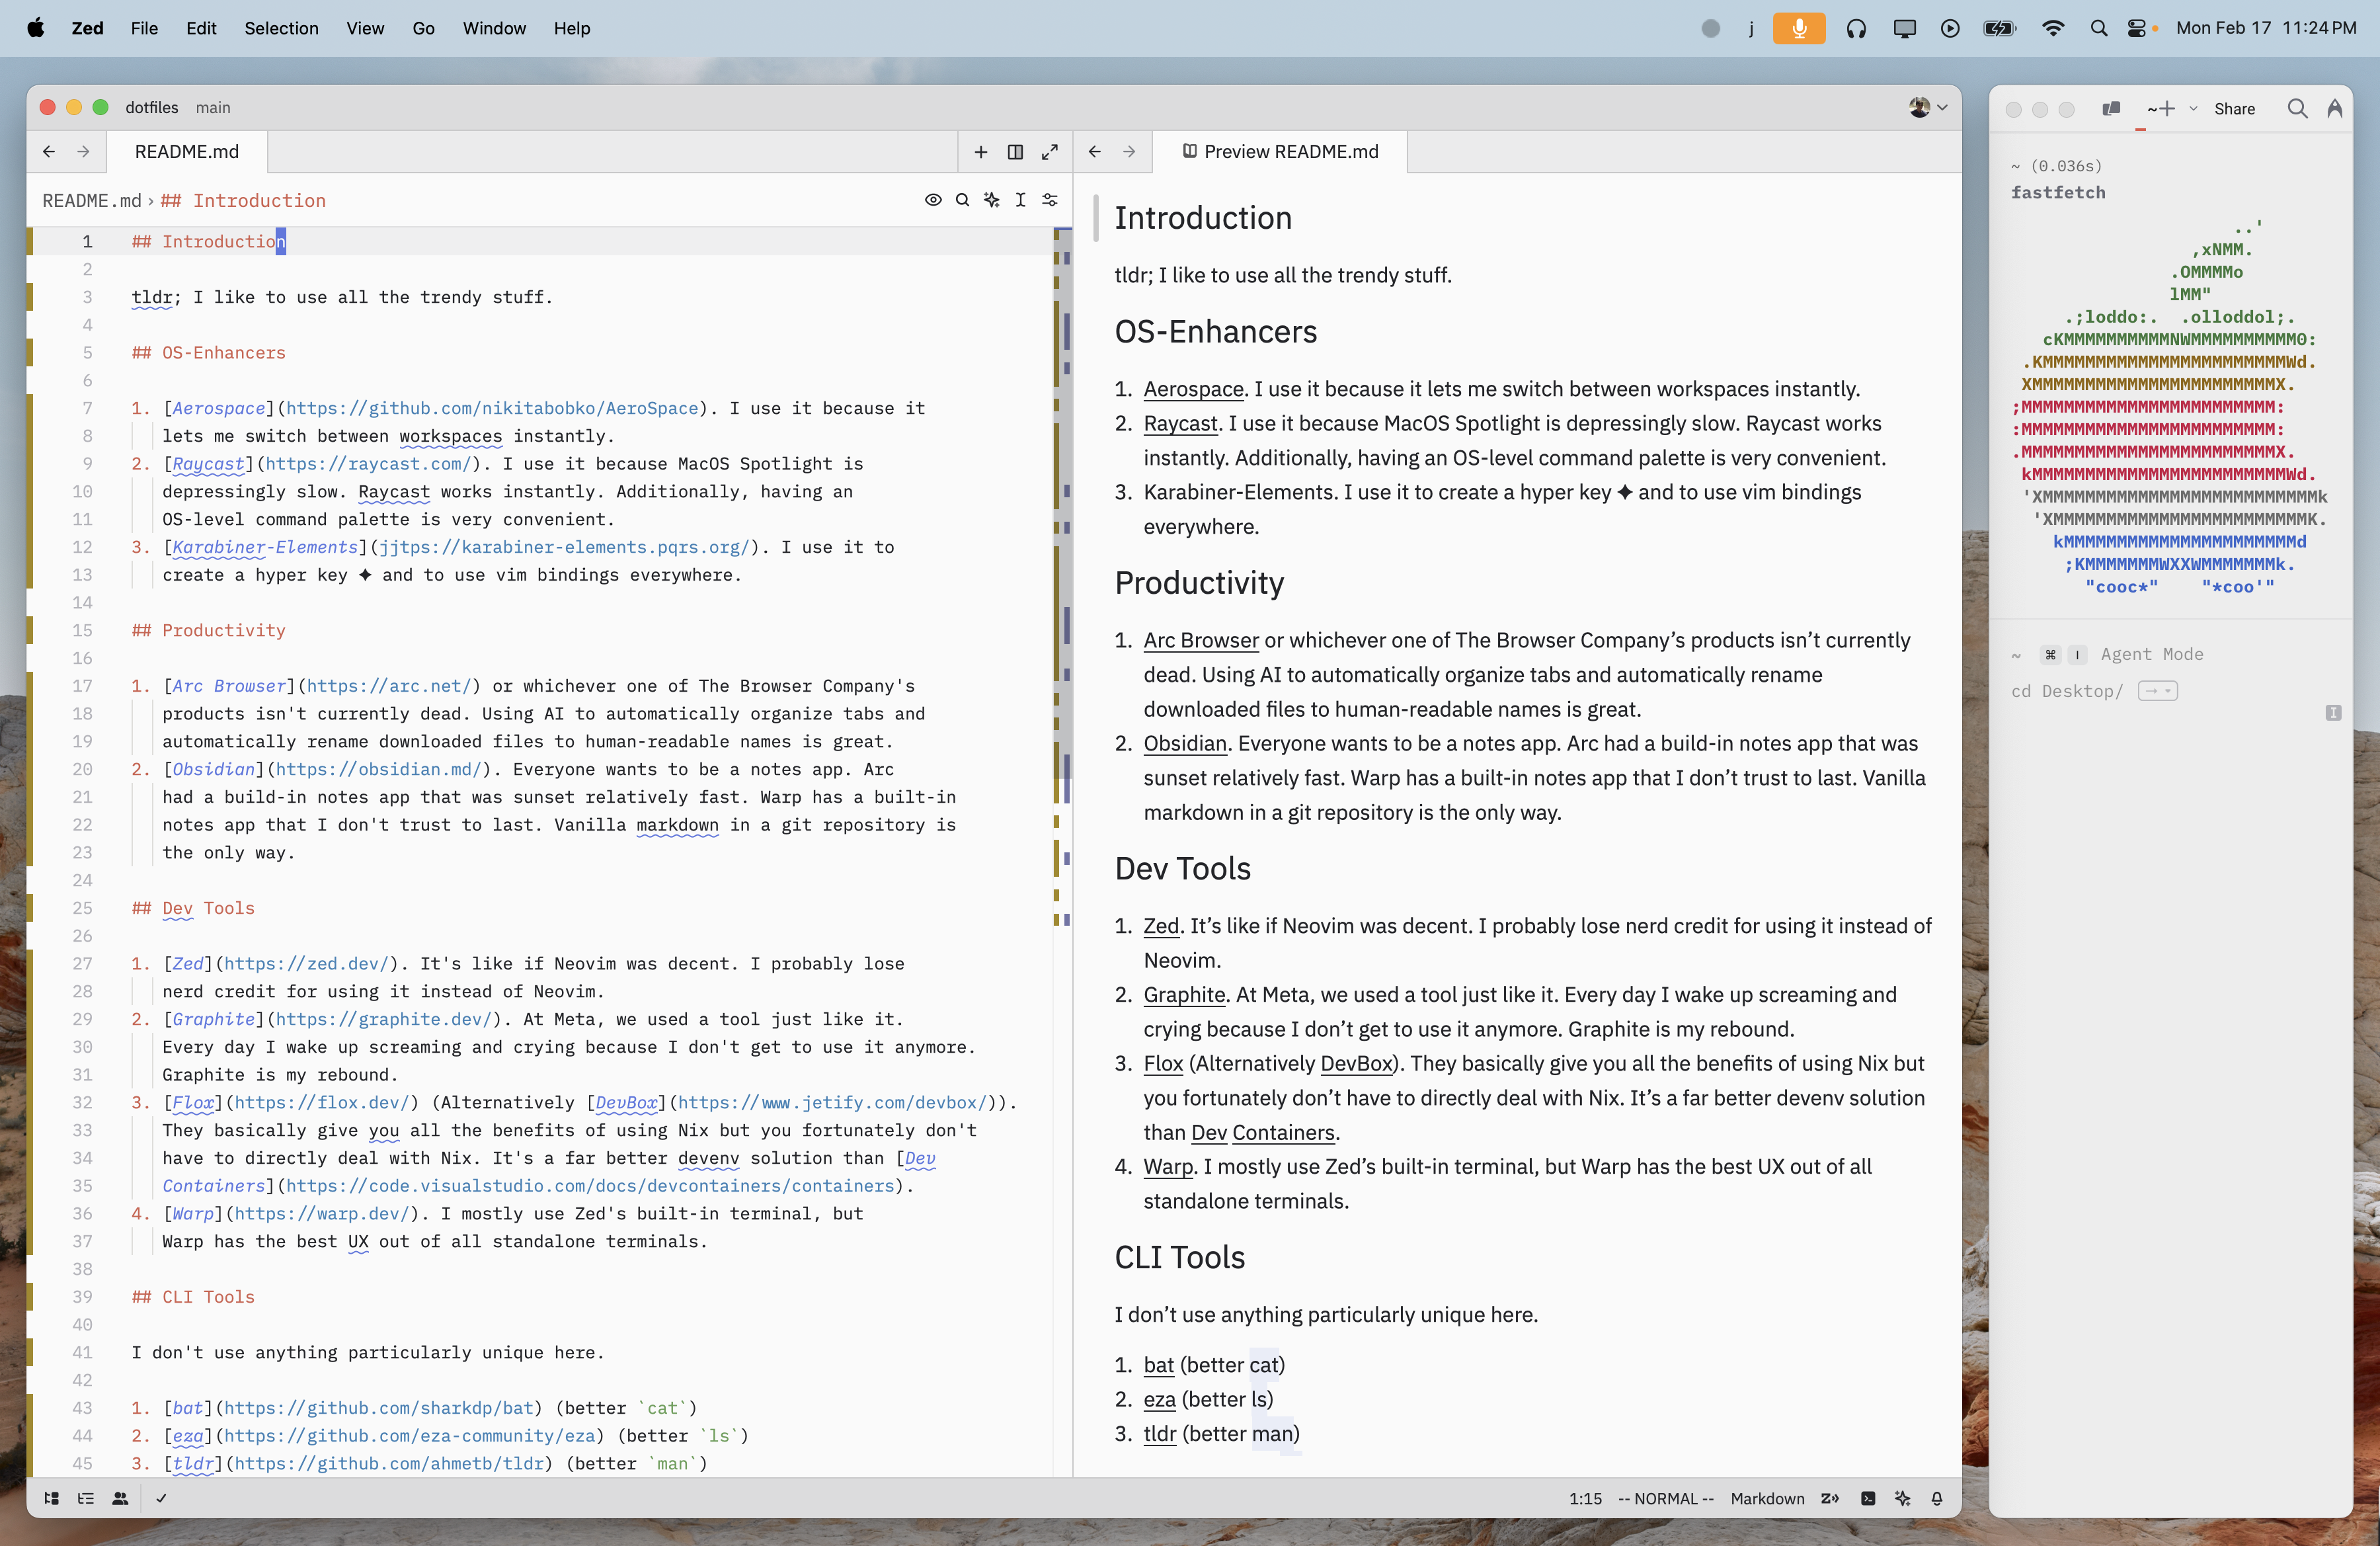 Zed File Edit Selection View Go Window Help
j
Mon Feb 17 11:24 PM
dotfiles main
README.md
README.md › ## Introduction
1 ## Introduction
2
3 tldr; I like to use all the trendy stuff.
4
5 ## OS-Enhancers
6
7 1. [Aerospace](https://github.com/nikitabobko/AeroSpace). I use it because it
8 lets me switch between workspaces instantly.
9 2. [Raycast](https://raycast.com/). I use it because MacOS Spotlight is
10 depressingly slow. Raycast works instantly. Additionally, having an
11 OS-level command palette is very convenient.
12 3. [Karabiner-Elements](jjtps://karabiner-elements.pqrs.org/). I use it to
13 create a hyper key ✦ and to use vim bindings everywhere.
14
15 ## Productivity
16
17 1. [Arc Browser](https://arc.net/) or whichever one of The Browser Company's
18 products isn't currently dead. Using AI to automatically organize tabs and
19 automatically rename downloaded files to human-readable names is great.
20 2. [Obsidian](https://obsidian.md/). Everyone wants to be a notes app. Arc
21 had a build-in notes app that was sunset relatively fast. Warp has a built-in
22 notes app that I don't trust to last. Vanilla markdown in a git repository is
23 the only way.
24
25 ## Dev Tools
26
27 1. [Zed](https://zed.dev/). It's like if Neovim was decent. I probably lose
28 nerd credit for using it instead of Neovim.
29 2. [Graphite](https://graphite.dev/). At Meta, we used a tool just like it.
30 Every day I wake up screaming and crying because I don't get to use it anymore.
31 Graphite is my rebound.
32 3. [Flox](https://flox.dev/) (Alternatively [DevBox](https://www.jetify.com/devbox/)).
33 They basically give you all the benefits of using Nix but you fortunately don't
34 have to directly deal with Nix. It's a far better devenv solution than [Dev
35 Containers](https://code.visualstudio.com/docs/devcontainers/containers).
36 4. [Warp](https://warp.dev/). I mostly use Zed's built-in terminal, but
37 Warp has the best UX out of all standalone terminals.
38
39 ## CLI Tools
40
41 I don't use anything particularly unique here.
42
43 1. [bat](https://github.com/sharkdp/bat) (better `cat`)
44 2. [eza](https://github.com/eza-community/eza) (better `ls`)
45 3. [tldr](https://github.com/ahmetb/tldr) (better `man`)
Preview README.md
Introduction
tldr; I like to use all the trendy stuff.
OS-Enhancers
1. Aerospace. I use it because it lets me switch between workspaces instantly.
2. Raycast. I use it because MacOS Spotlight is depressingly slow. Raycast works
instantly. Additionally, having an OS-level command palette is very convenient.
3. Karabiner-Elements. I use it to create a hyper key ✦ and to use vim bindings
everywhere.
Productivity
1. Arc Browser or whichever one of The Browser Company’s products isn’t currently
dead. Using AI to automatically organize tabs and automatically rename
downloaded files to human-readable names is great.
2. Obsidian. Everyone wants to be a notes app. Arc had a build-in notes app that was
sunset relatively fast. Warp has a built-in notes app that I don’t trust to last. Vanilla
markdown in a git repository is the only way.
Dev Tools
1. Zed. It’s like if Neovim was decent. I probably lose nerd credit for using it instead of
Neovim.
2. Graphite. At Meta, we used a tool just like it. Every day I wake up screaming and
crying because I don’t get to use it anymore. Graphite is my rebound.
3. Flox (Alternatively DevBox). They basically give you all the benefits of using Nix but
you fortunately don’t have to directly deal with Nix. It’s a far better devenv solution
than Dev Containers.
4. Warp. I mostly use Zed’s built-in terminal, but Warp has the best UX out of all
standalone terminals.
CLI Tools
I don’t use anything particularly unique here.
1. bat (better cat)
2. eza (better ls)
3. tldr (better man)
1:15 -- NORMAL -- Markdown
~ Share
~ (0.036s)
fastfetch
..'
,xNMM.
.OMMMMo
lMM"
.;loddo:. .olloddol;.
cKMMMMMMMMMMNWMMMMMMMMMM0:
.KMMMMMMMMMMMMMMMMMMMMMMMWd.
XMMMMMMMMMMMMMMMMMMMMMMMX.
;MMMMMMMMMMMMMMMMMMMMMMMM:
:MMMMMMMMMMMMMMMMMMMMMMMM:
.MMMMMMMMMMMMMMMMMMMMMMMMX.
kMMMMMMMMMMMMMMMMMMMMMMMMWd.
'XMMMMMMMMMMMMMMMMMMMMMMMMMMk
'XMMMMMMMMMMMMMMMMMMMMMMMMK.
kMMMMMMMMMMMMMMMMMMMMMMd
;KMMMMMMMWXXWMMMMMMMk.
"cooc*" "*coo'"
~ ⌘ I Agent Mode
cd Desktop/ →